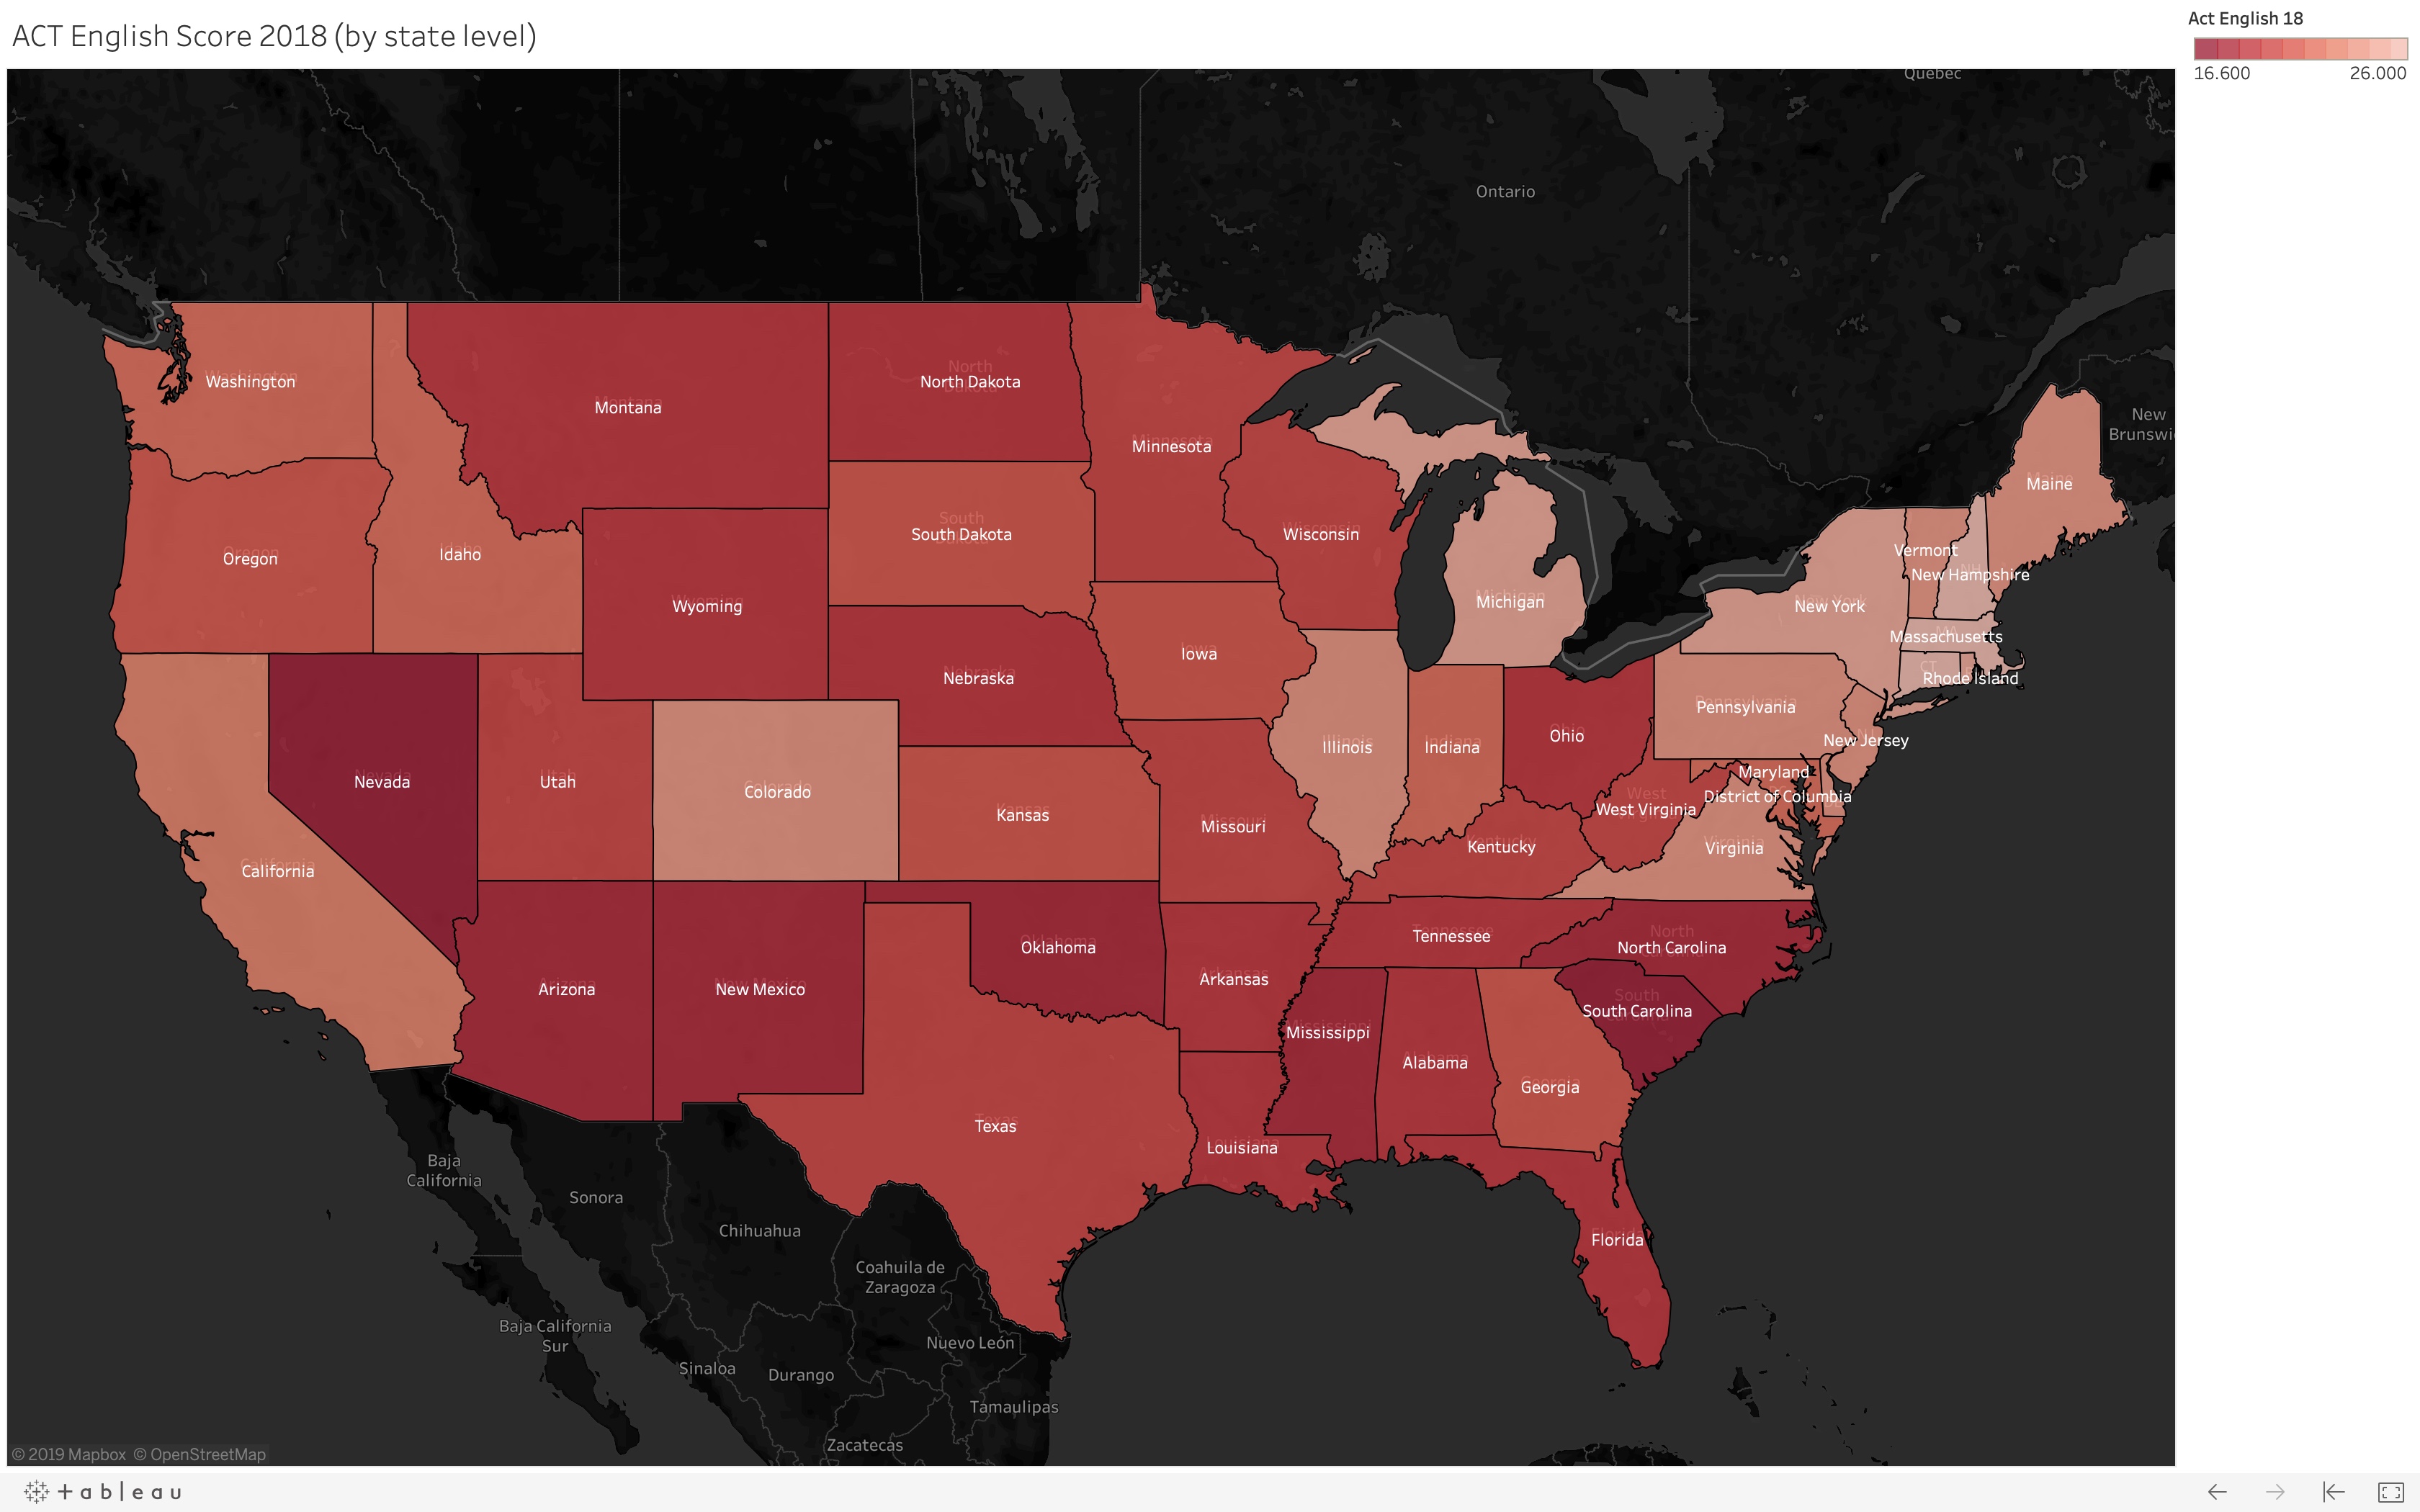 ACT English Score 2018 (by state level)
Act English 18
16.600 26.000
Quebec
Ontario
New
Brunswi
Washington
Montana
North Dakota
Minnesota
Maine
Oregon
Idaho
South Dakota
Wisconsin
Vermont
New Hampshire
Wyoming
Michigan
New York
Massachusetts
Iowa
CT
Rhode Island
Nebraska
Pennsylvania
Ohio
Illinois
Indiana
New Jersey
Nevada
Utah
Colorado
Maryland
District of Columbia
Kansas
Missouri
West Virginia
Kentucky
Virginia
California
Tennessee
North Carolina
Oklahoma
Arkansas
Arizona
New Mexico
South Carolina
Mississippi
Alabama
Georgia
Texas
Louisiana
Florida
Baja
California
Sonora
Chihuahua
Coahuila de
Zaragoza
Baja California
Sur
Nuevo León
Sinaloa
Durango
Tamaulipas
Zacatecas
© 2019 Mapbox © OpenStreetMap
+ableau